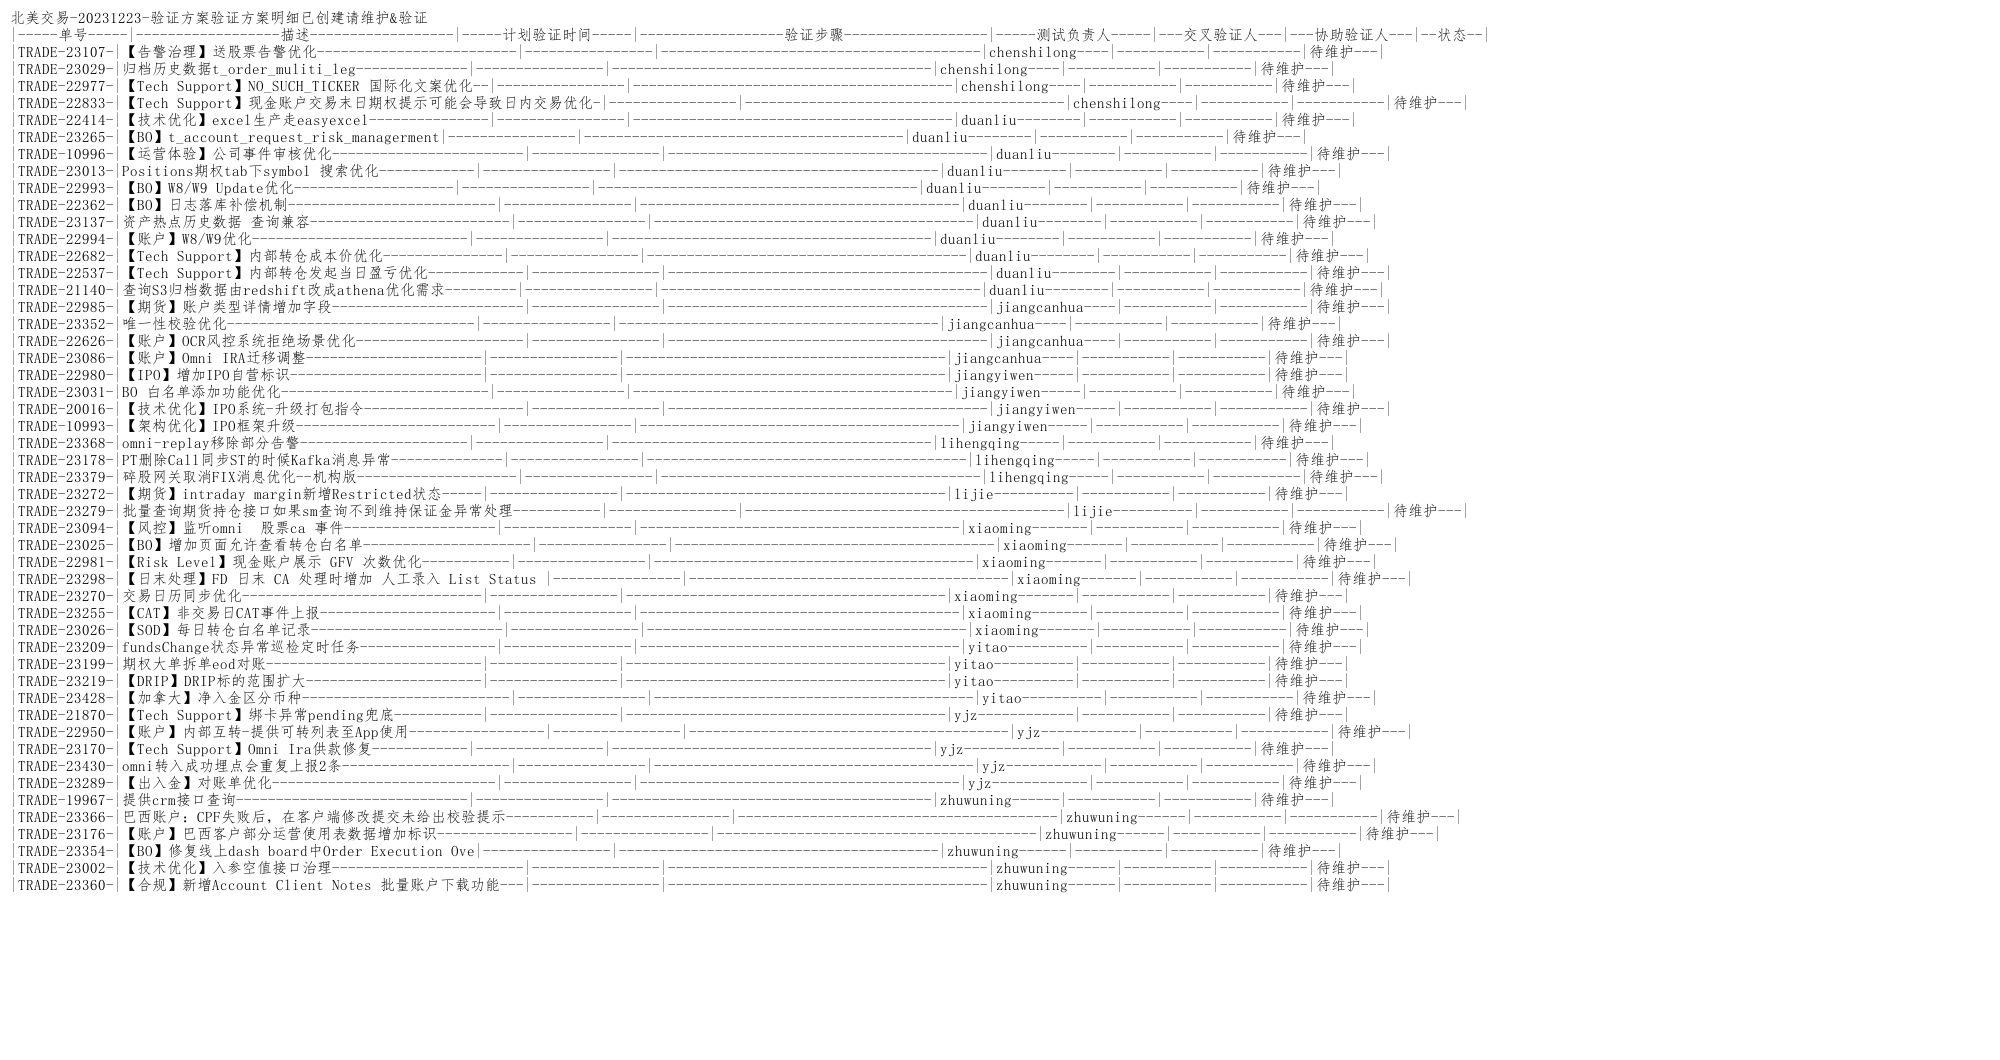 北美交易-20231223-验证方案验证方案明细已创建请维护&验证
|-----单号-----|------------------描述------------------|-----计划验证时间-----|------------------验证步骤------------------|-----测试负责人-----|---交叉验证人---|---协助验证人---|--状态--|
|TRADE-23107-|【告警治理】送股票告警优化-------------------------|----------------|----------------------------------------|chenshilong----|-----------|-----------|待维护---|
|TRADE-23029-|归档历史数据t_order_muliti_leg--------------|----------------|----------------------------------------|chenshilong----|-----------|-----------|待维护---|
|TRADE-22977-|【Tech Support】NO_SUCH_TICKER 国际化文案优化--|----------------|----------------------------------------|chenshilong----|-----------|-----------|待维护---|
|TRADE-22833-|【Tech Support】现金账户交易末日期权提示可能会导致日内交易优化-|----------------|----------------------------------------|chenshilong----|-----------|-----------|待维护---|
|TRADE-22414-|【技术优化】excel生产走easyexcel---------------|----------------|----------------------------------------|duanliu--------|-----------|-----------|待维护---|
|TRADE-23265-|【BO】t_account_request_risk_managerment|----------------|----------------------------------------|duanliu--------|-----------|-----------|待维护---|
|TRADE-10996-|【运营体验】公司事件审核优化------------------------|----------------|----------------------------------------|duanliu--------|-----------|-----------|待维护---|
|TRADE-23013-|Positions期权tab下symbol 搜索优化------------|----------------|----------------------------------------|duanliu--------|-----------|-----------|待维护---|
|TRADE-22993-|【BO】W8/W9 Update优化--------------------|----------------|----------------------------------------|duanliu--------|-----------|-----------|待维护---|
|TRADE-22362-|【BO】日志落库补偿机制--------------------------|----------------|----------------------------------------|duanliu--------|-----------|-----------|待维护---|
|TRADE-23137-|资产热点历史数据 查询兼容-------------------------|----------------|----------------------------------------|duanliu--------|-----------|-----------|待维护---|
|TRADE-22994-|【账户】W8/W9优化---------------------------|----------------|----------------------------------------|duanliu--------|-----------|-----------|待维护---|
|TRADE-22682-|【Tech Support】内部转仓成本价优化----------------|----------------|----------------------------------------|duanliu--------|-----------|-----------|待维护---|
|TRADE-22537-|【Tech Support】内部转仓发起当日盈亏优化------------|----------------|----------------------------------------|duanliu--------|-----------|-----------|待维护---|
|TRADE-21140-|查询S3归档数据由redshift改成athena优化需求----------|----------------|----------------------------------------|duanliu--------|-----------|-----------|待维护---|
|TRADE-22985-|【期货】账户类型详情增加字段------------------------|----------------|----------------------------------------|jiangcanhua----|-----------|-----------|待维护---|
|TRADE-23352-|唯一性校验优化-------------------------------|----------------|----------------------------------------|jiangcanhua----|-----------|-----------|待维护---|
|TRADE-22626-|【账户】OCR风控系统拒绝场景优化---------------------|----------------|----------------------------------------|jiangcanhua----|-----------|-----------|待维护---|
|TRADE-23086-|【账户】Omni IRA迁移调整----------------------|----------------|----------------------------------------|jiangcanhua----|-----------|-----------|待维护---|
|TRADE-22980-|【IPO】增加IPO自营标识------------------------|----------------|----------------------------------------|jiangyiwen-----|-----------|-----------|待维护---|
|TRADE-23031-|BO 白名单添加功能优化--------------------------|----------------|----------------------------------------|jiangyiwen-----|-----------|-----------|待维护---|
|TRADE-20016-|【技术优化】IPO系统-升级打包指令--------------------|----------------|----------------------------------------|jiangyiwen-----|-----------|-----------|待维护---|
|TRADE-10993-|【架构优化】IPO框架升级-------------------------|----------------|----------------------------------------|jiangyiwen-----|-----------|-----------|待维护---|
|TRADE-23368-|omni-replay移除部分告警---------------------|----------------|----------------------------------------|lihengqing-----|-----------|-----------|待维护---|
|TRADE-23178-|PT删除Call同步ST的时候Kafka消息异常--------------|----------------|----------------------------------------|lihengqing-----|-----------|-----------|待维护---|
|TRADE-23379-|碎股网关取消FIX消息优化--机构版--------------------|----------------|----------------------------------------|lihengqing-----|-----------|-----------|待维护---|
|TRADE-23272-|【期货】intraday margin新增Restricted状态-----|----------------|----------------------------------------|lijie----------|-----------|-----------|待维护---|
|TRADE-23279-|批量查询期货持仓接口如果sm查询不到维持保证金异常处理-----------|----------------|----------------------------------------|lijie----------|-----------|-----------|待维护---|
|TRADE-23094-|【风控】监听omni  股票ca 事件-------------------|----------------|----------------------------------------|xiaoming-------|-----------|-----------|待维护---|
|TRADE-23025-|【BO】增加页面允许查看转仓白名单---------------------|----------------|----------------------------------------|xiaoming-------|-----------|-----------|待维护---|
|TRADE-22981-|【Risk Level】现金账户展示 GFV 次数优化-----------|----------------|----------------------------------------|xiaoming-------|-----------|-----------|待维护---|
|TRADE-23298-|【日末处理】FD 日末 CA 处理时增加 人工录入 List Status |----------------|----------------------------------------|xiaoming-------|-----------|-----------|待维护---|
|TRADE-23270-|交易日历同步优化------------------------------|----------------|----------------------------------------|xiaoming-------|-----------|-----------|待维护---|
|TRADE-23255-|【CAT】非交易日CAT事件上报----------------------|----------------|----------------------------------------|xiaoming-------|-----------|-----------|待维护---|
|TRADE-23026-|【SOD】每日转仓白名单记录------------------------|----------------|----------------------------------------|xiaoming-------|-----------|-----------|待维护---|
|TRADE-23209-|fundsChange状态异常巡检定时任务-----------------|----------------|----------------------------------------|yitao----------|-----------|-----------|待维护---|
|TRADE-23199-|期权大单拆单eod对账---------------------------|----------------|----------------------------------------|yitao----------|-----------|-----------|待维护---|
|TRADE-23219-|【DRIP】DRIP标的范围扩大----------------------|----------------|----------------------------------------|yitao----------|-----------|-----------|待维护---|
|TRADE-23428-|【加拿大】净入金区分币种--------------------------|----------------|----------------------------------------|yitao----------|-----------|-----------|待维护---|
|TRADE-21870-|【Tech Support】绑卡异常pending兜底-----------|----------------|----------------------------------------|yjz------------|-----------|-----------|待维护---|
|TRADE-22950-|【账户】内部互转-提供可转列表至App使用-----------------|----------------|----------------------------------------|yjz------------|-----------|-----------|待维护---|
|TRADE-23170-|【Tech Support】Omni Ira供款修复-------------|----------------|----------------------------------------|yjz------------|-----------|-----------|待维护---|
|TRADE-23430-|omni转入成功埋点会重复上报2条---------------------|----------------|----------------------------------------|yjz------------|-----------|-----------|待维护---|
|TRADE-23289-|【出入金】对账单优化----------------------------|----------------|----------------------------------------|yjz------------|-----------|-----------|待维护---|
|TRADE-19967-|提供crm接口查询-----------------------------|----------------|----------------------------------------|zhuwuning------|-----------|-----------|待维护---|
|TRADE-23366-|巴西账户：CPF失败后，在客户端修改提交未给出校验提示-----------|----------------|----------------------------------------|zhuwuning------|-----------|-----------|待维护---|
|TRADE-23176-|【账户】巴西客户部分运营使用表数据增加标识-----------------|----------------|----------------------------------------|zhuwuning------|-----------|-----------|待维护---|
|TRADE-23354-|【BO】修复线上dash board中Order Execution Ove|----------------|----------------------------------------|zhuwuning------|-----------|-----------|待维护---|
|TRADE-23002-|【技术优化】入参空值接口治理------------------------|----------------|----------------------------------------|zhuwuning------|-----------|-----------|待维护---|
|TRADE-23360-|【合规】新增Account Client Notes 批量账户下载功能---|----------------|----------------------------------------|zhuwuning------|-----------|-----------|待维护---|